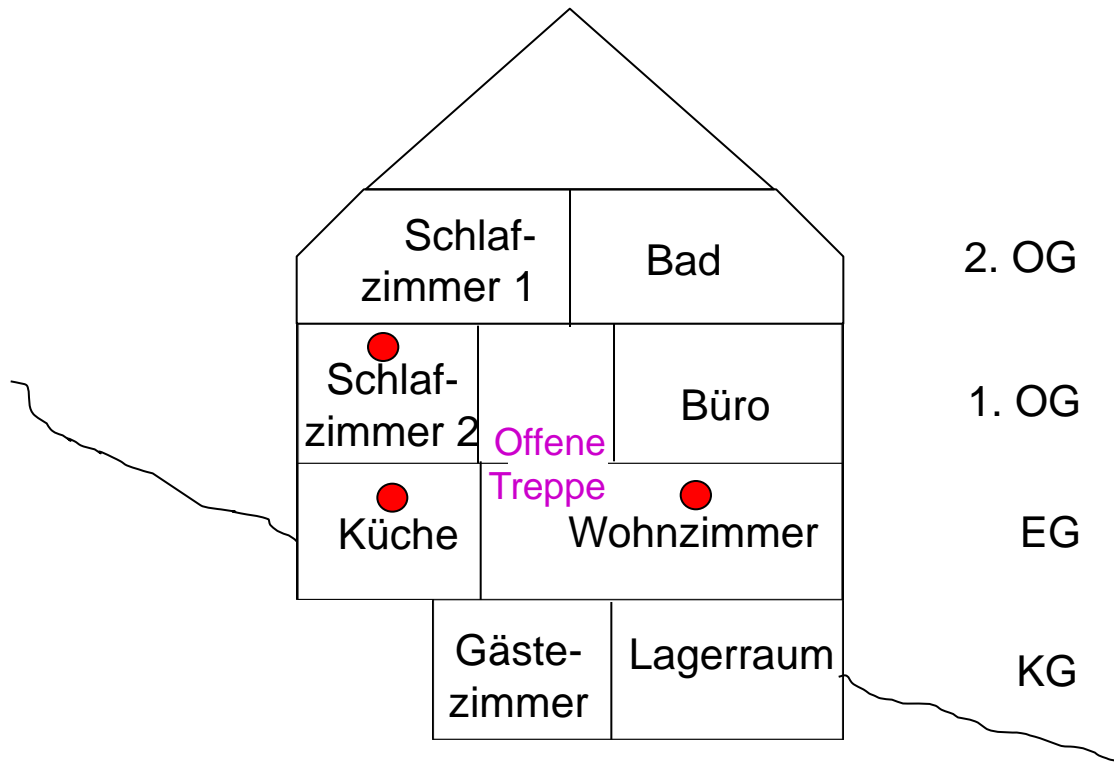 Schlaf-
zimmer 1
Bad
2. OG
Schlaf-
zimmer 2
Offene
Treppe
Büro
1. OG
Küche
Wohnzimmer
EG
Gäste-
zimmer
Lagerraum
KG